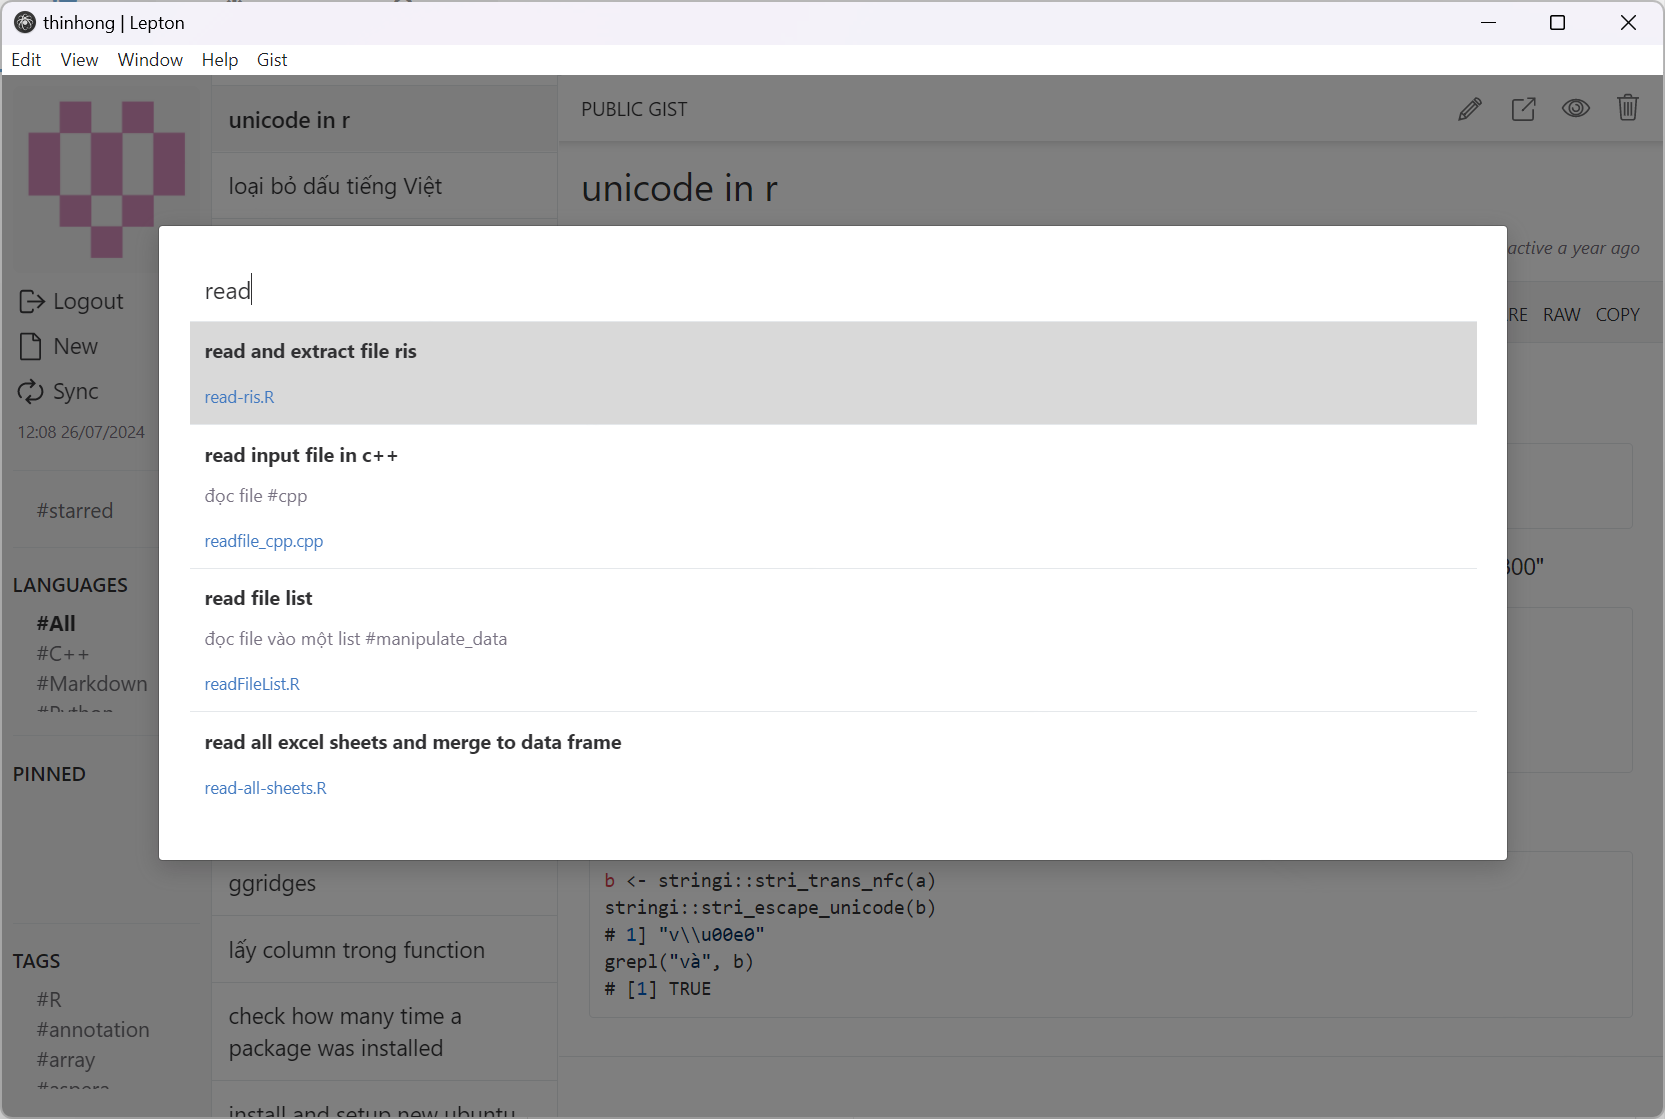 thinhong | Lepton
Edit View Window Help Gist
Logout
New
Sync
12:08 26/07/2024
#starred
LANGUAGES
#All
#C++
#Markdown
#Python
PINNED
TAGS
#R
#annotation
#array
unicode in r
loại bỏ dấu tiếng Việt
ggridges
lấy column trong function
check how many time a
package was installed
install and setup new ubuntu
PUBLIC GIST
unicode in r
active a year ago
RAW COPY
read
read and extract file ris
read-ris.R
read input file in c++
đọc file #cpp
readfile_cpp.cpp
read file list
đọc file vào một list #manipulate_data
readFileList.R
read all excel sheets and merge to data frame
read-all-sheets.R
b <- stringi::stri_trans_nfc(a)
stringi::stri_escape_unicode(b)
# 1] "v\\u00e0"
grepl("và", b)
# [1] TRUE